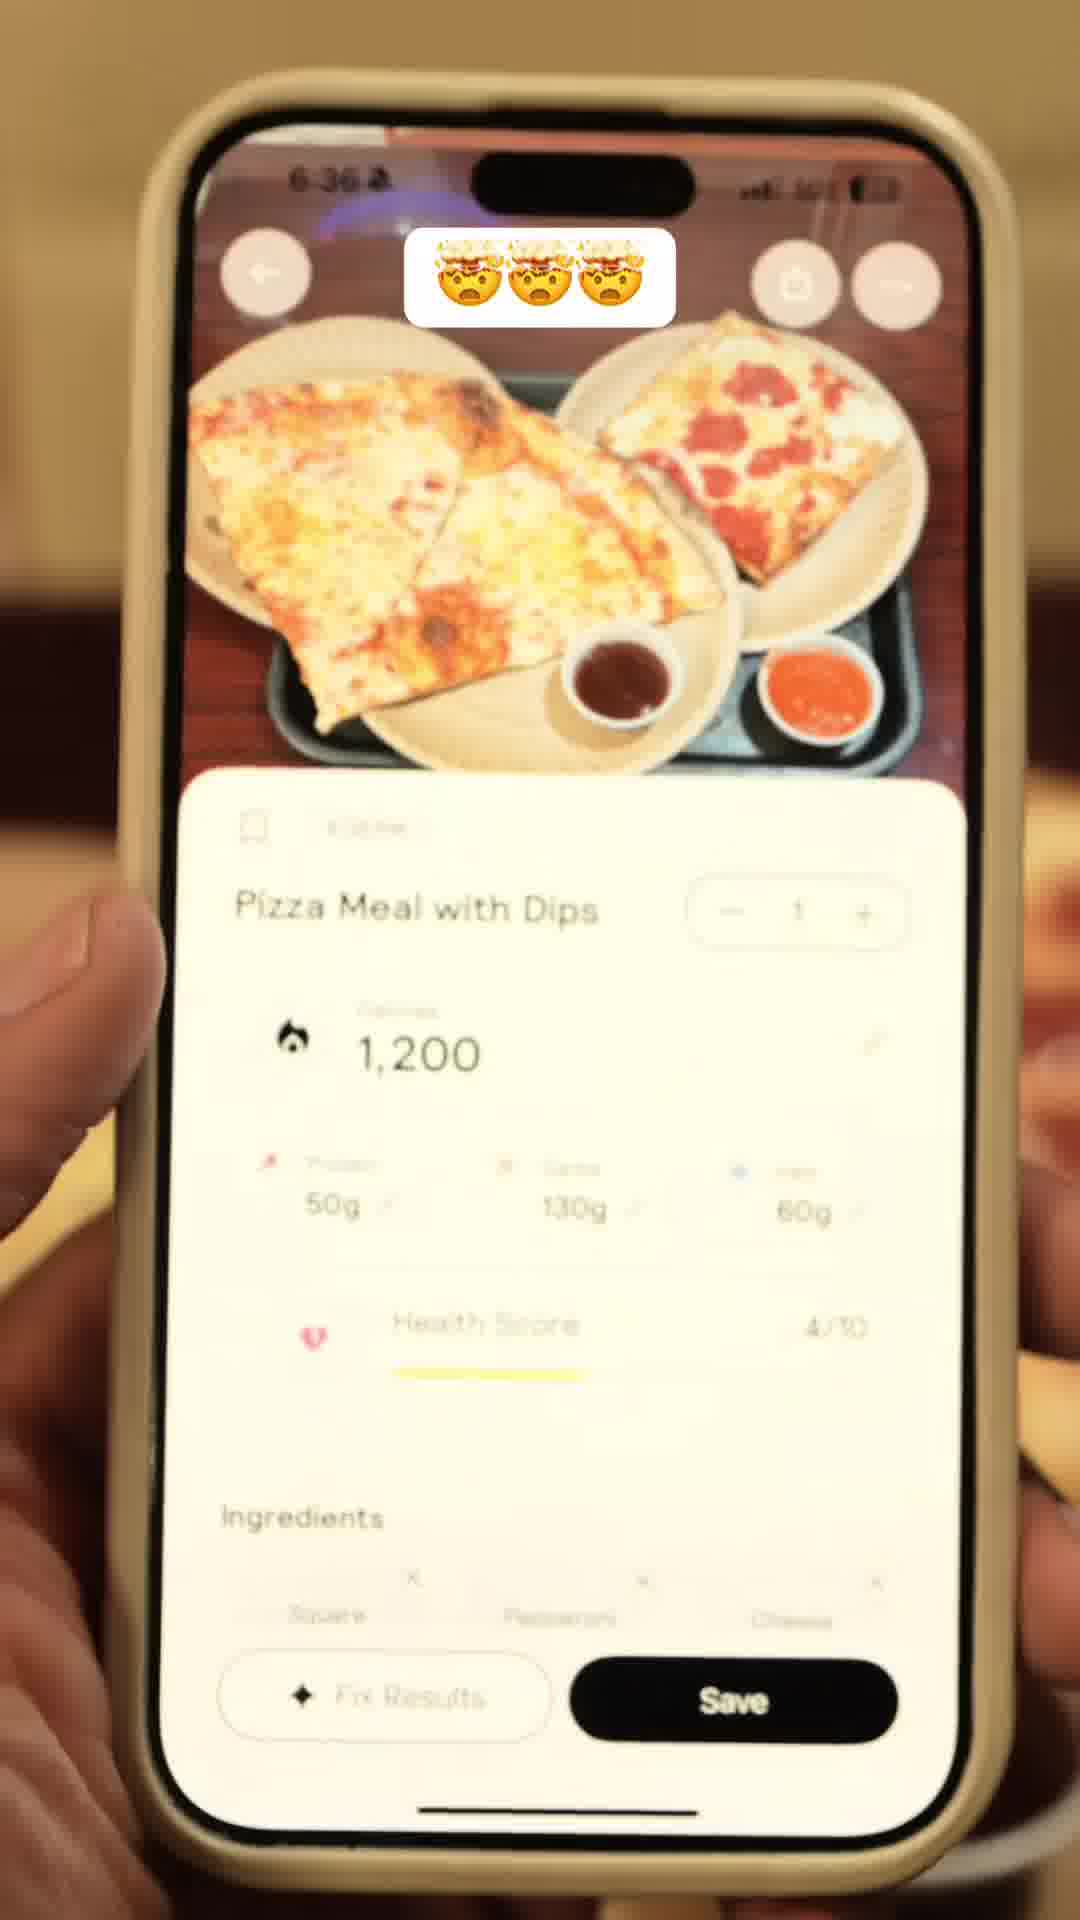 6:36
🤯🤯🤯
Pizza Meal with Dips
1
Calories
1,200
Protein
Carbs
Fats
50g
130g
60g
Health Score
4/10
Ingredients
Square
Pepperoni
Cheese
Fix Results
Save